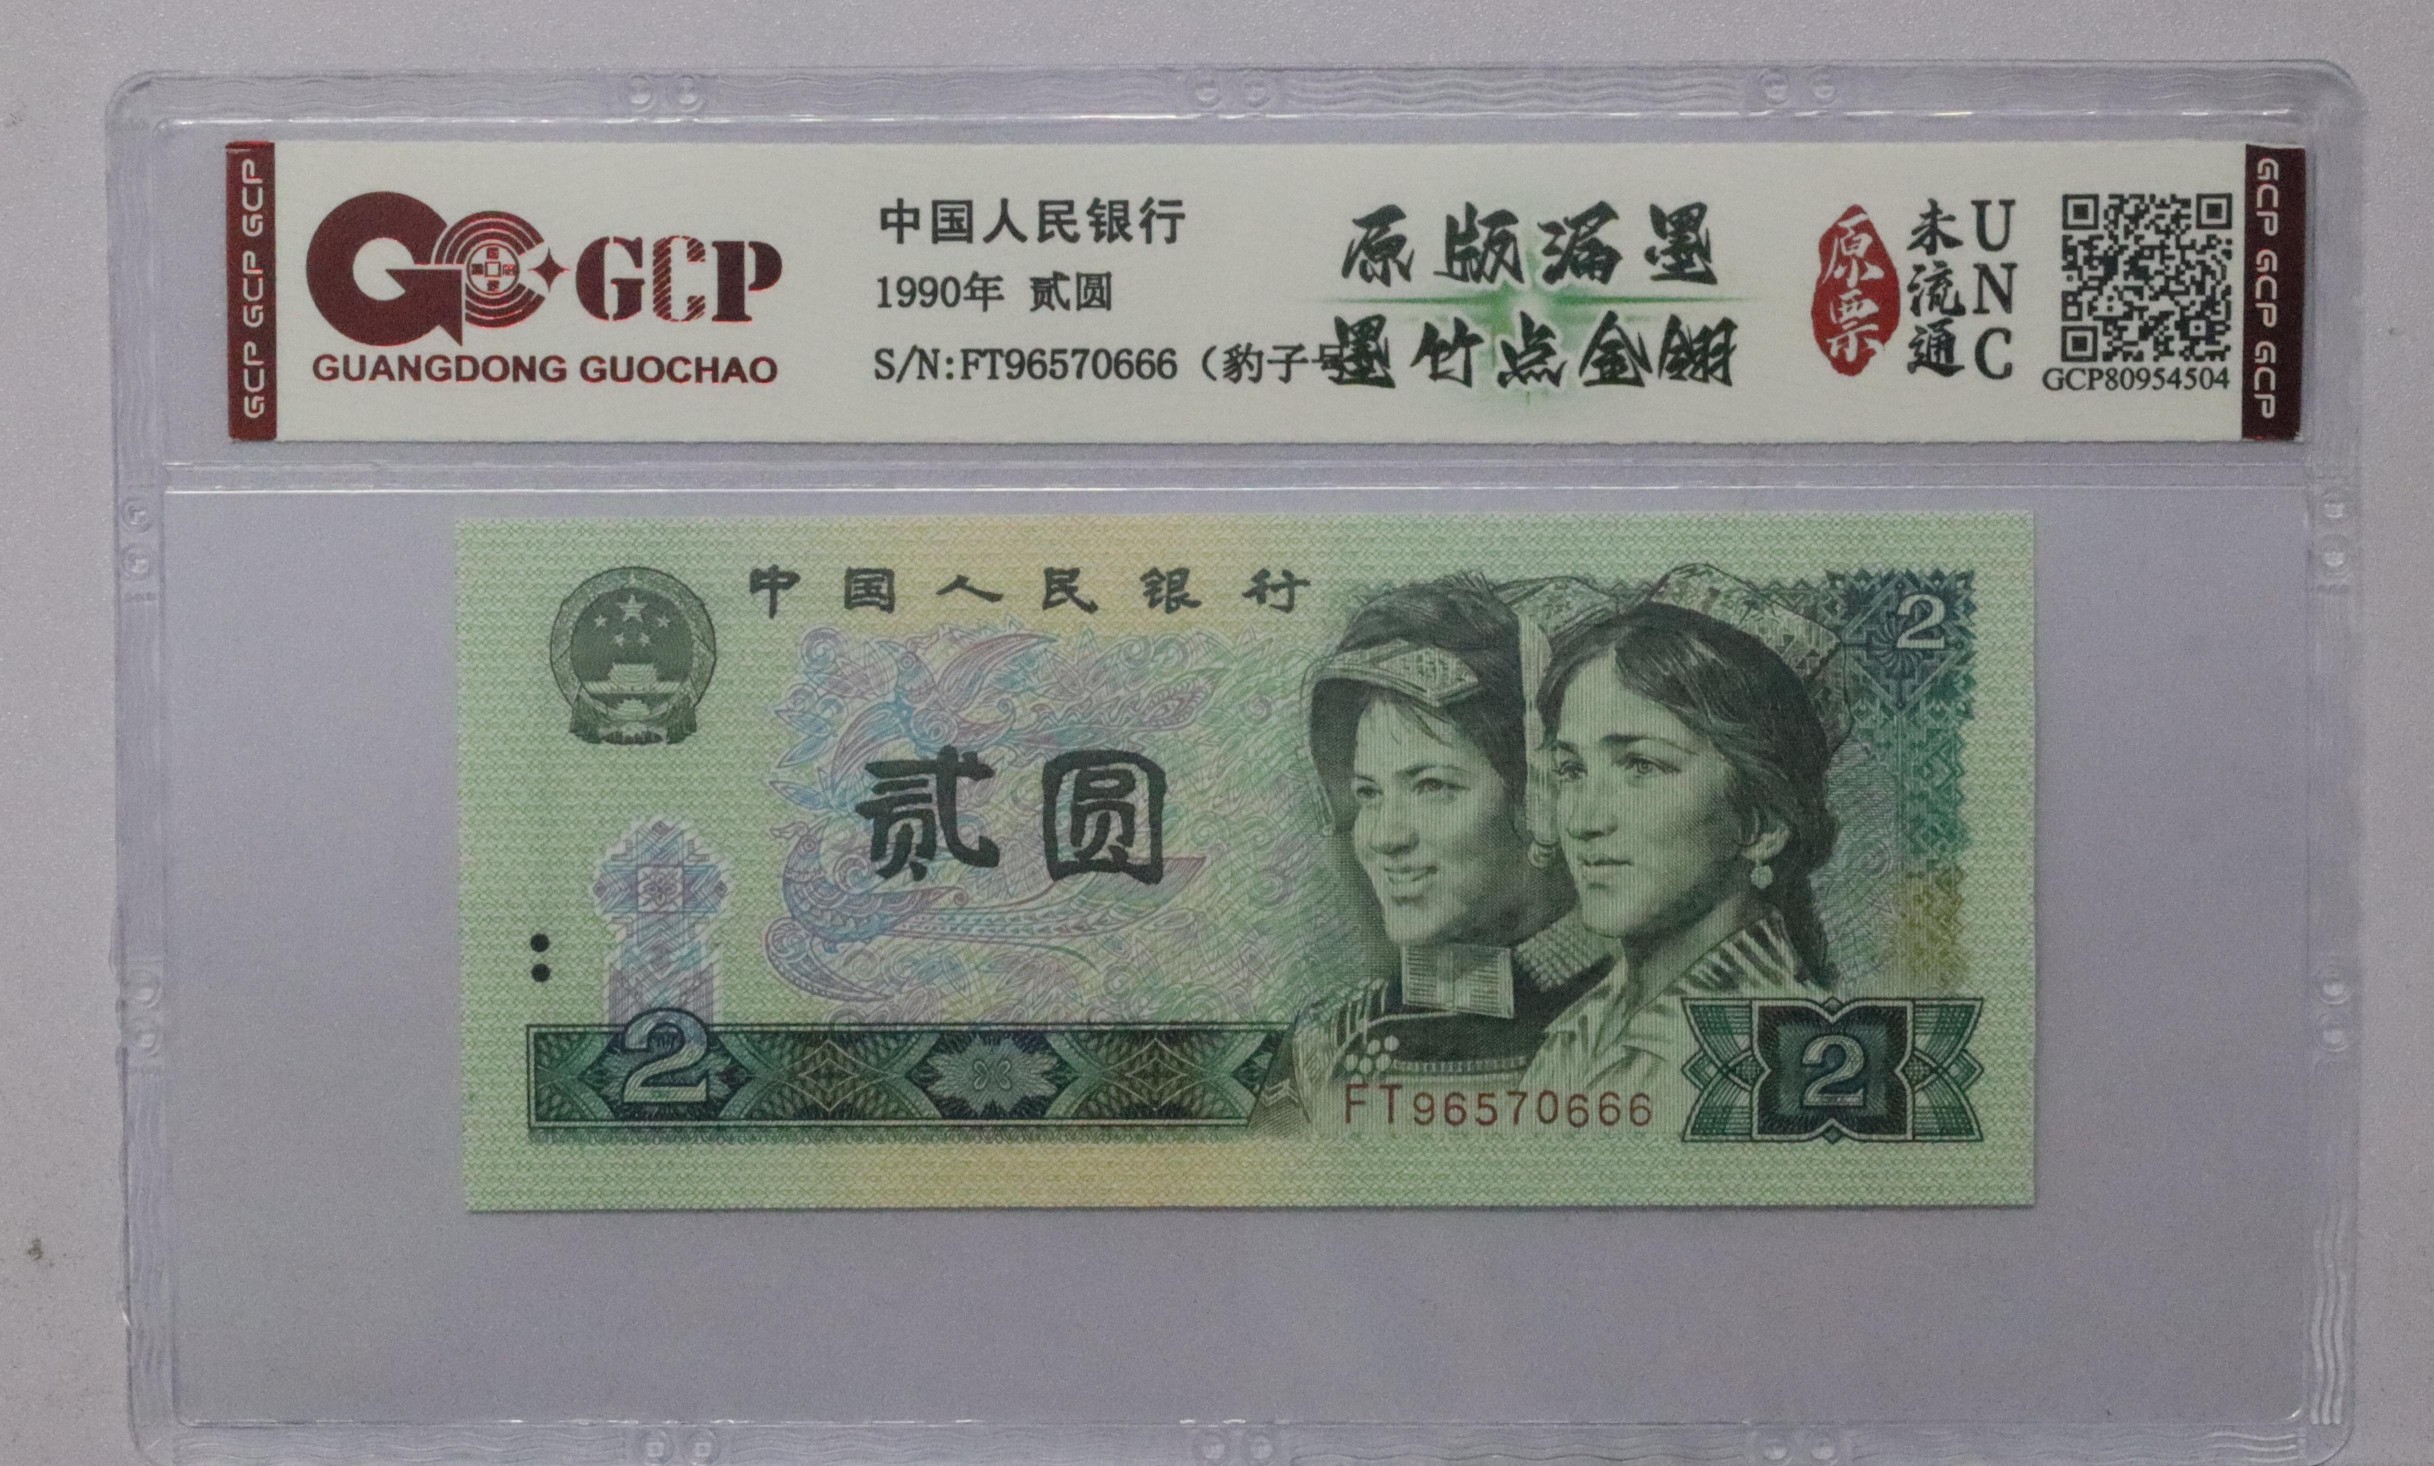 GCP GCP GCP
GCP
GUANGDONG GUOCHAO
中国人民银行
1990年 贰圆
S/N:FT96570666（豹子号
原版漏墨
墨竹点金翎
原票
未流通
UNC
GCP80954504
GCP GCP GCP
中国人民银行
2
贰圆
2
FT96570666
2